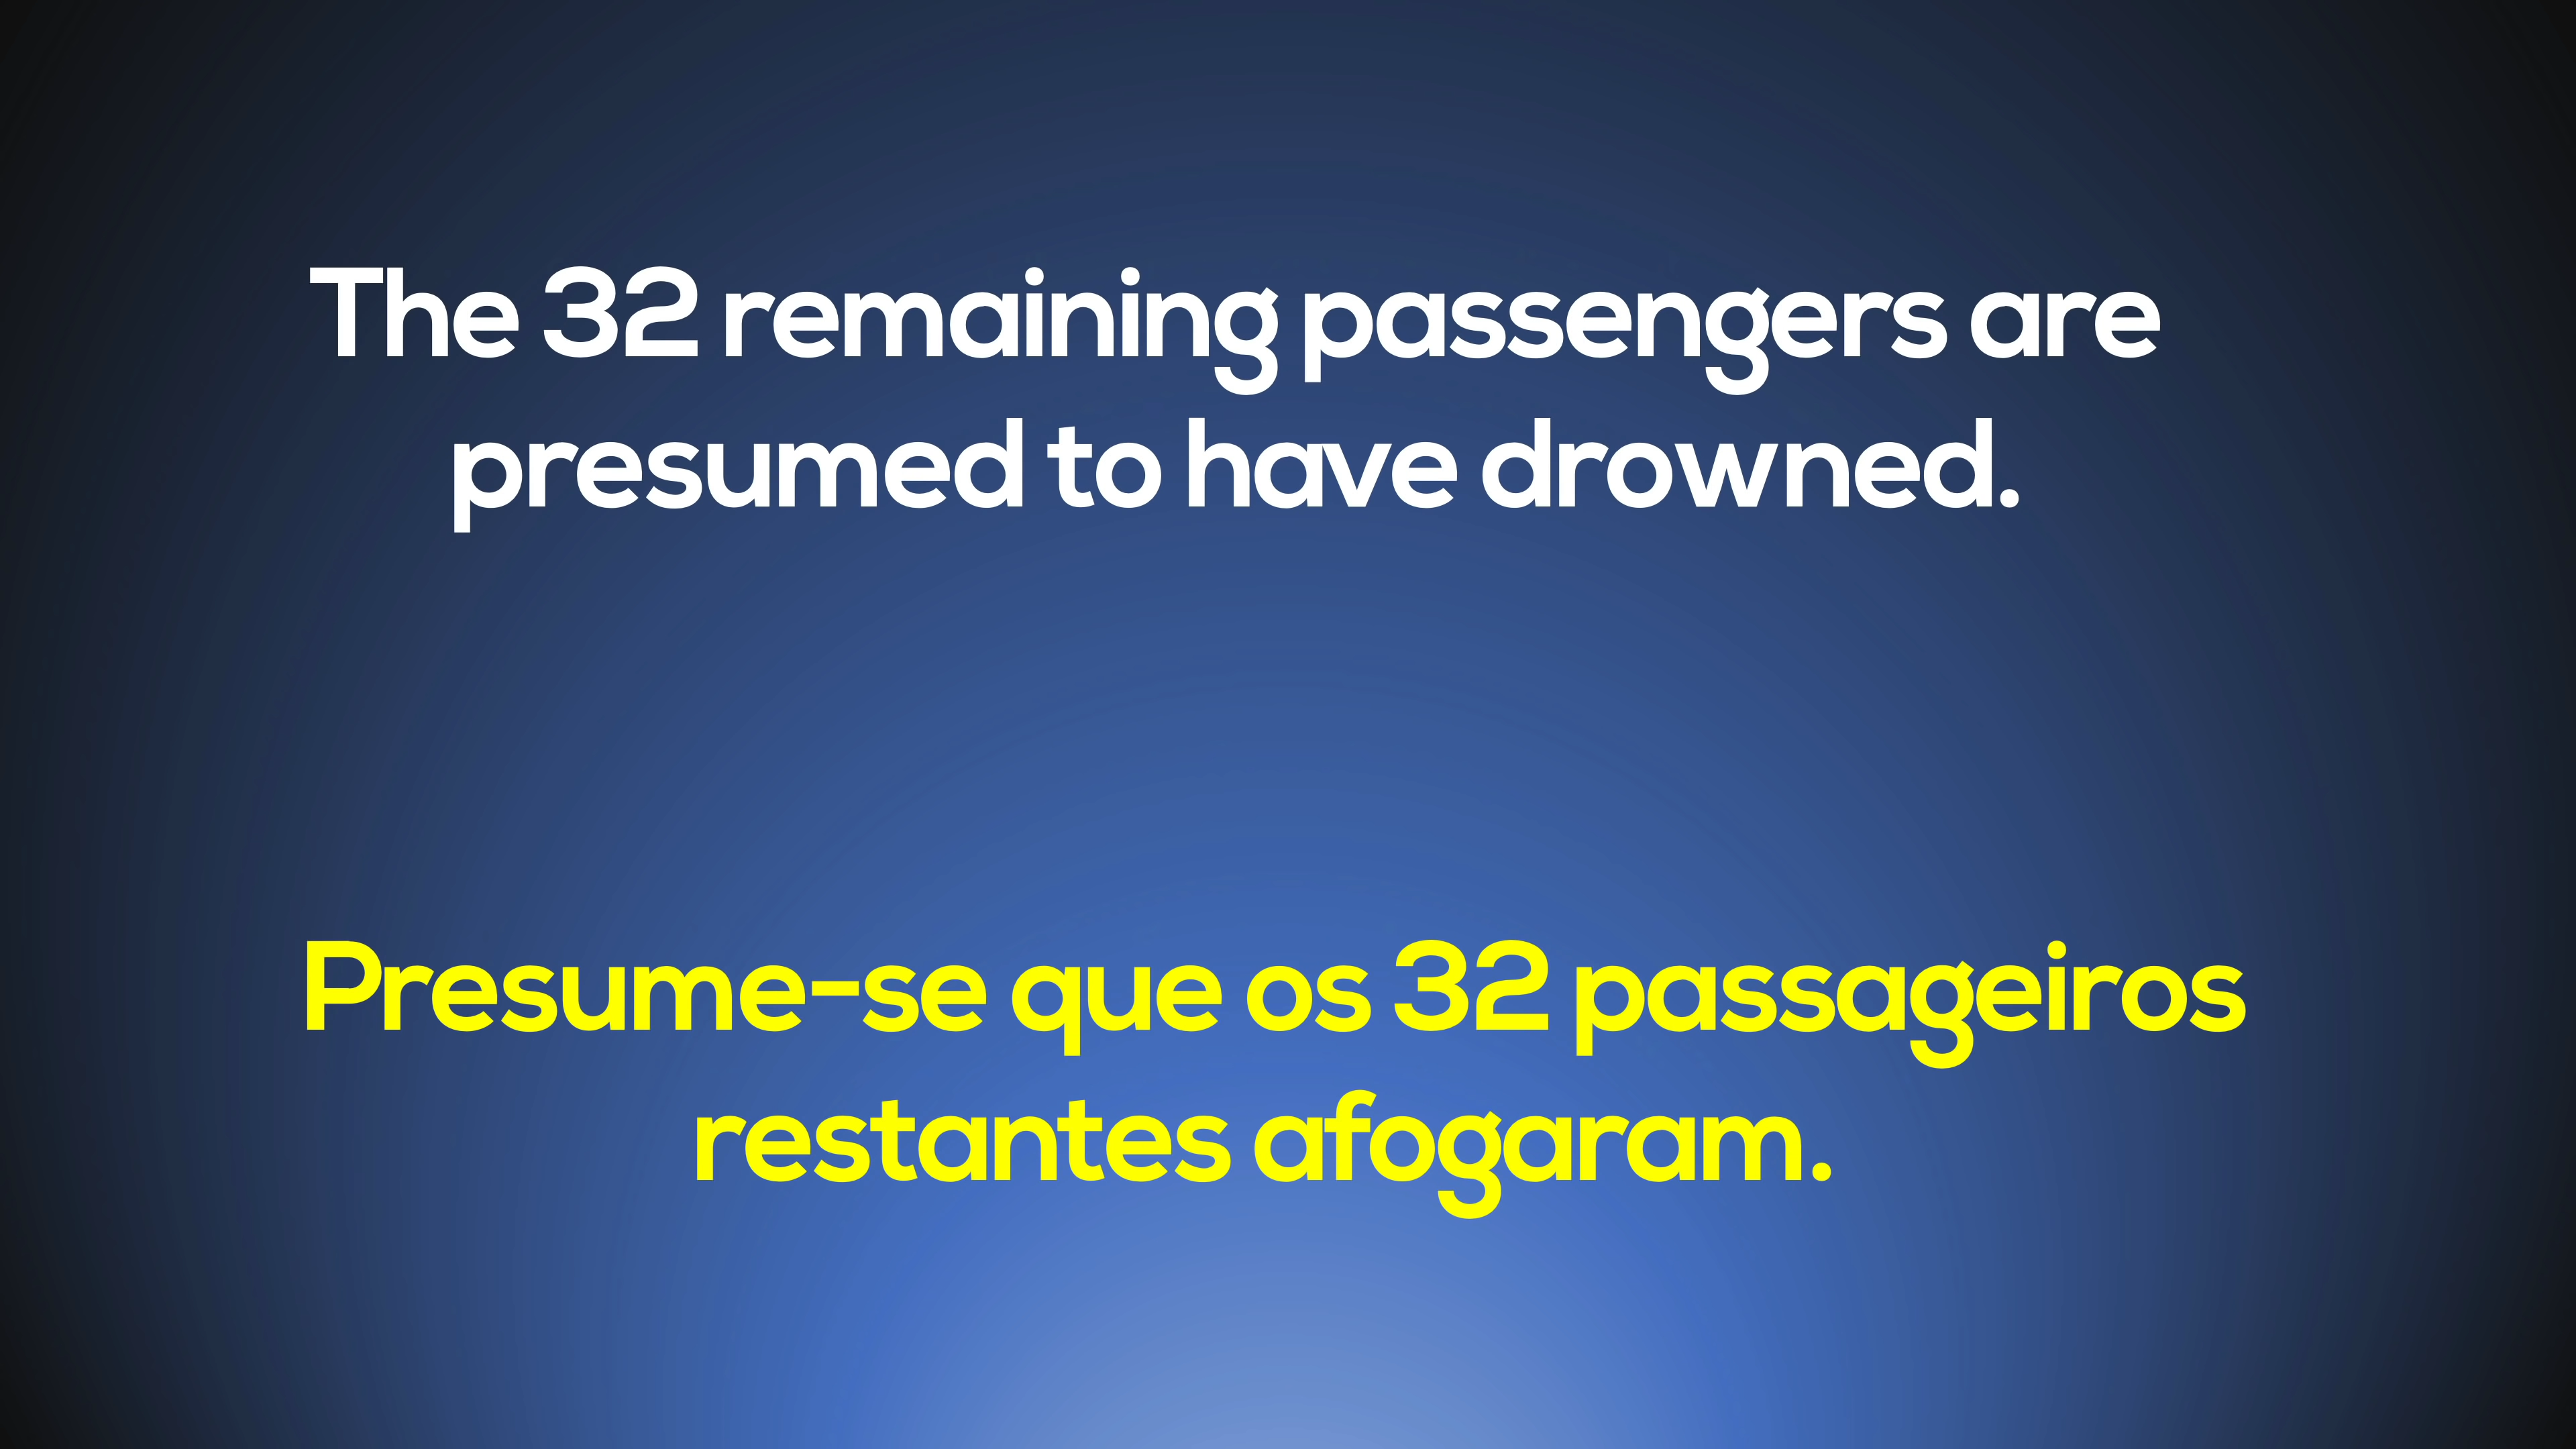 The 32 remaining passengers are
presumed to have drowned.
Presume-se que os 32 passageiros
restantes afogaram.